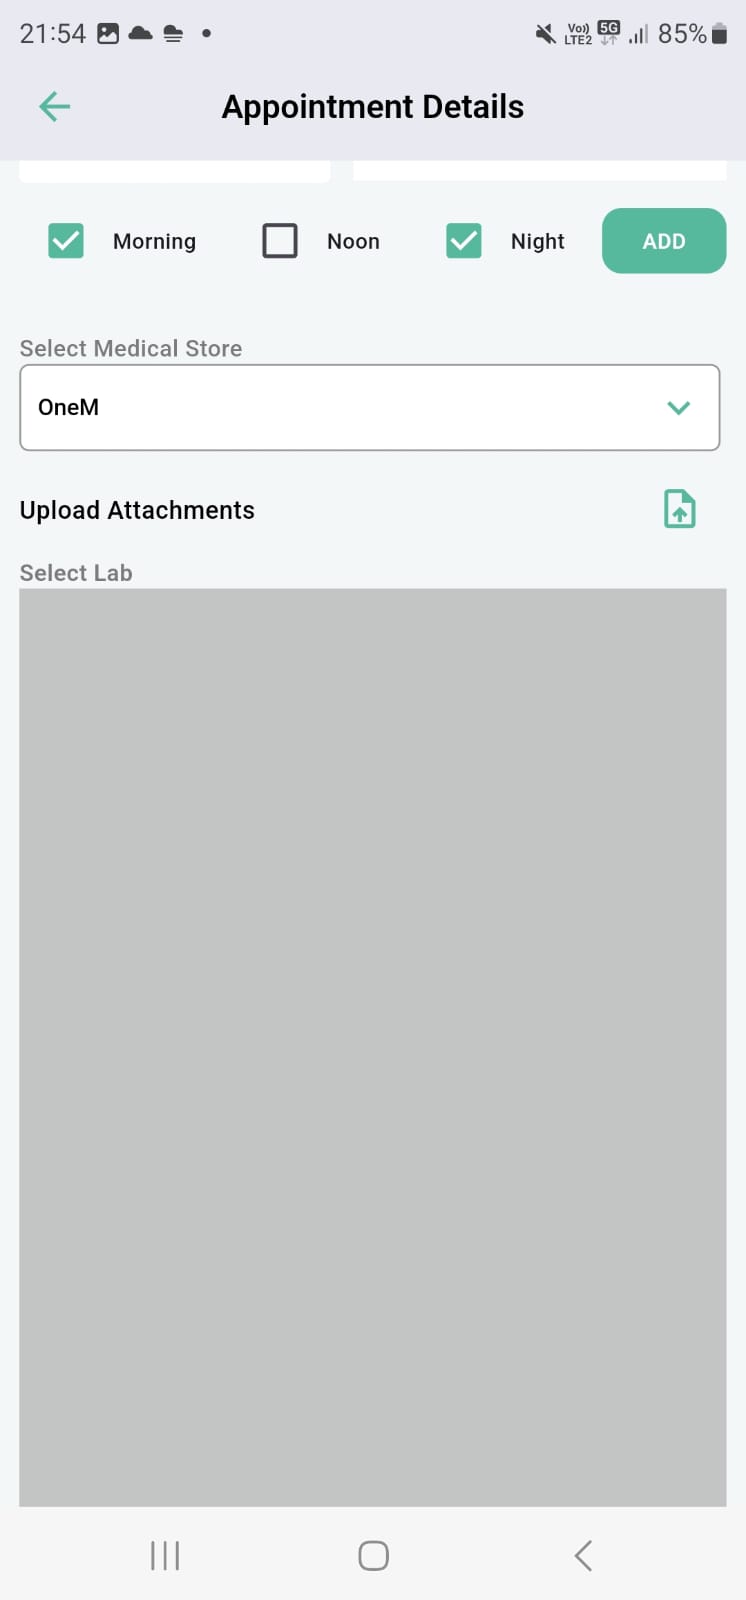 21:54 Vo)) LTE2 5G 85%
Appointment Details
Morning Noon Night ADD
Select Medical Store
OneM
Upload Attachments
Select Lab